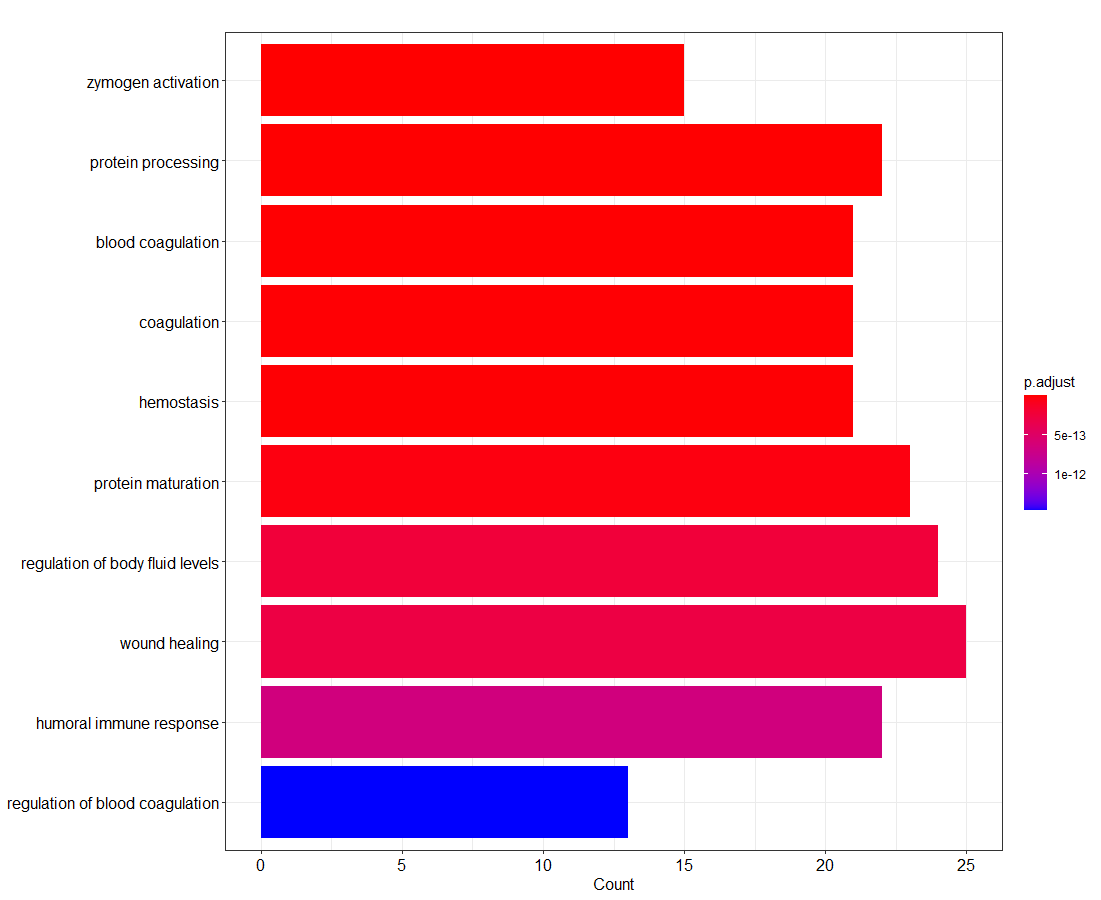 zymogen activation
protein processing
blood coagulation
coagulation
hemostasis
protein maturation
regulation of body fluid levels
wound healing
humoral immune response
regulation of blood coagulation
0 5 10 15 20 25
Count
p.adjust
5e-13
1e-12